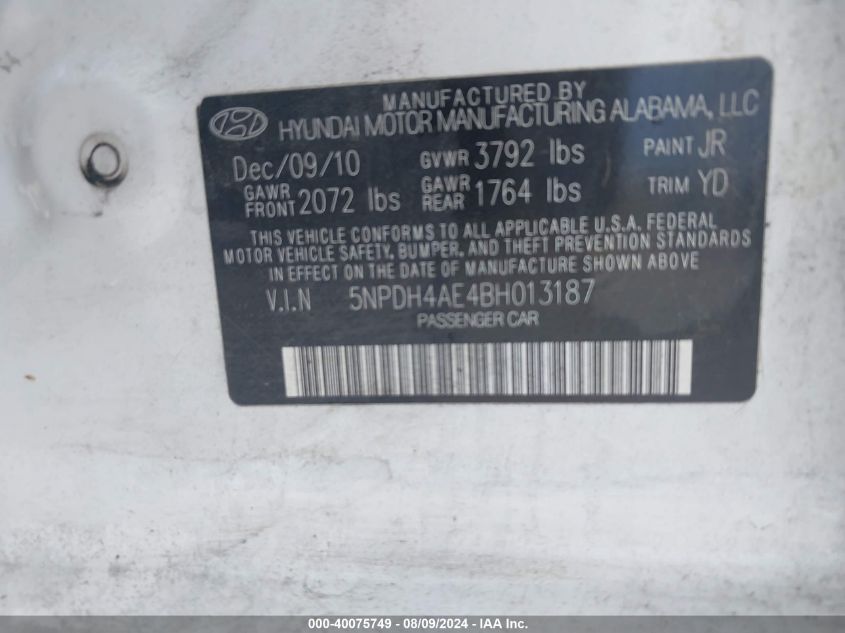 MANUFACTURED BY
HYUNDAI MOTOR MANUFACTURING ALABAMA, LLC
Dec/09/10 GVWR 3792 lbs PAINT JR
GAWR FRONT 2072 lbs GAWR REAR 1764 lbs TRIM YD
THIS VEHICLE CONFORMS TO ALL APPLICABLE U.S.A. FEDERAL
MOTOR VEHICLE SAFETY, BUMPER, AND THEFT PREVENTION STANDARDS
IN EFFECT ON THE DATE OF MANUFACTURE SHOWN ABOVE
V.I.N 5NPDH4AE4BH013187
PASSENGER CAR
000-40075749 - 08/09/2024 - IAA Inc.